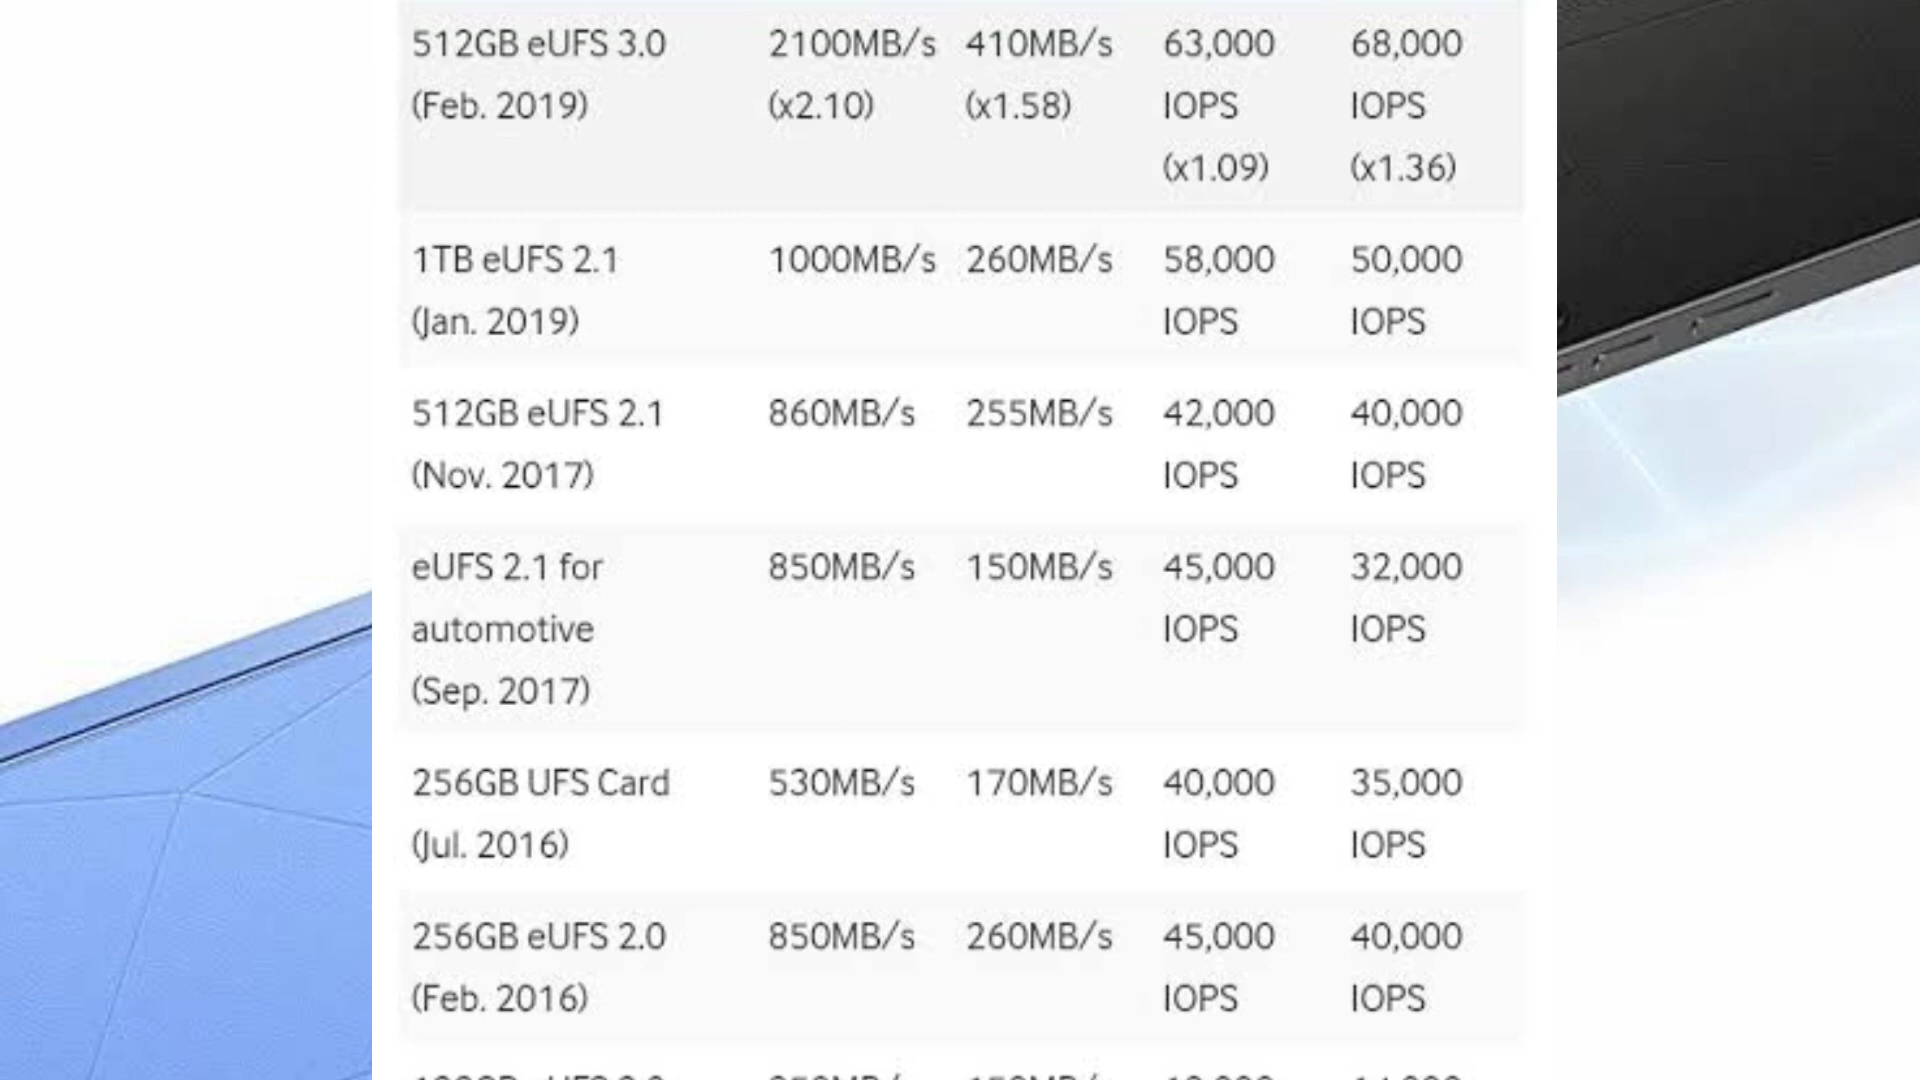 512GB eUFS 3.0 2100MB/s 410MB/s 63,000 68,000
(Feb. 2019) (x2.10) (x1.58) IOPS IOPS
(x1.09) (x1.36)
1TB eUFS 2.1 1000MB/s 260MB/s 58,000 50,000
(Jan. 2019) IOPS IOPS
512GB eUFS 2.1 860MB/s 255MB/s 42,000 40,000
(Nov. 2017) IOPS IOPS
eUFS 2.1 for 850MB/s 150MB/s 45,000 32,000
automotive IOPS IOPS
(Sep. 2017)
256GB UFS Card 530MB/s 170MB/s 40,000 35,000
(Jul. 2016) IOPS IOPS
256GB eUFS 2.0 850MB/s 260MB/s 45,000 40,000
(Feb. 2016) IOPS IOPS